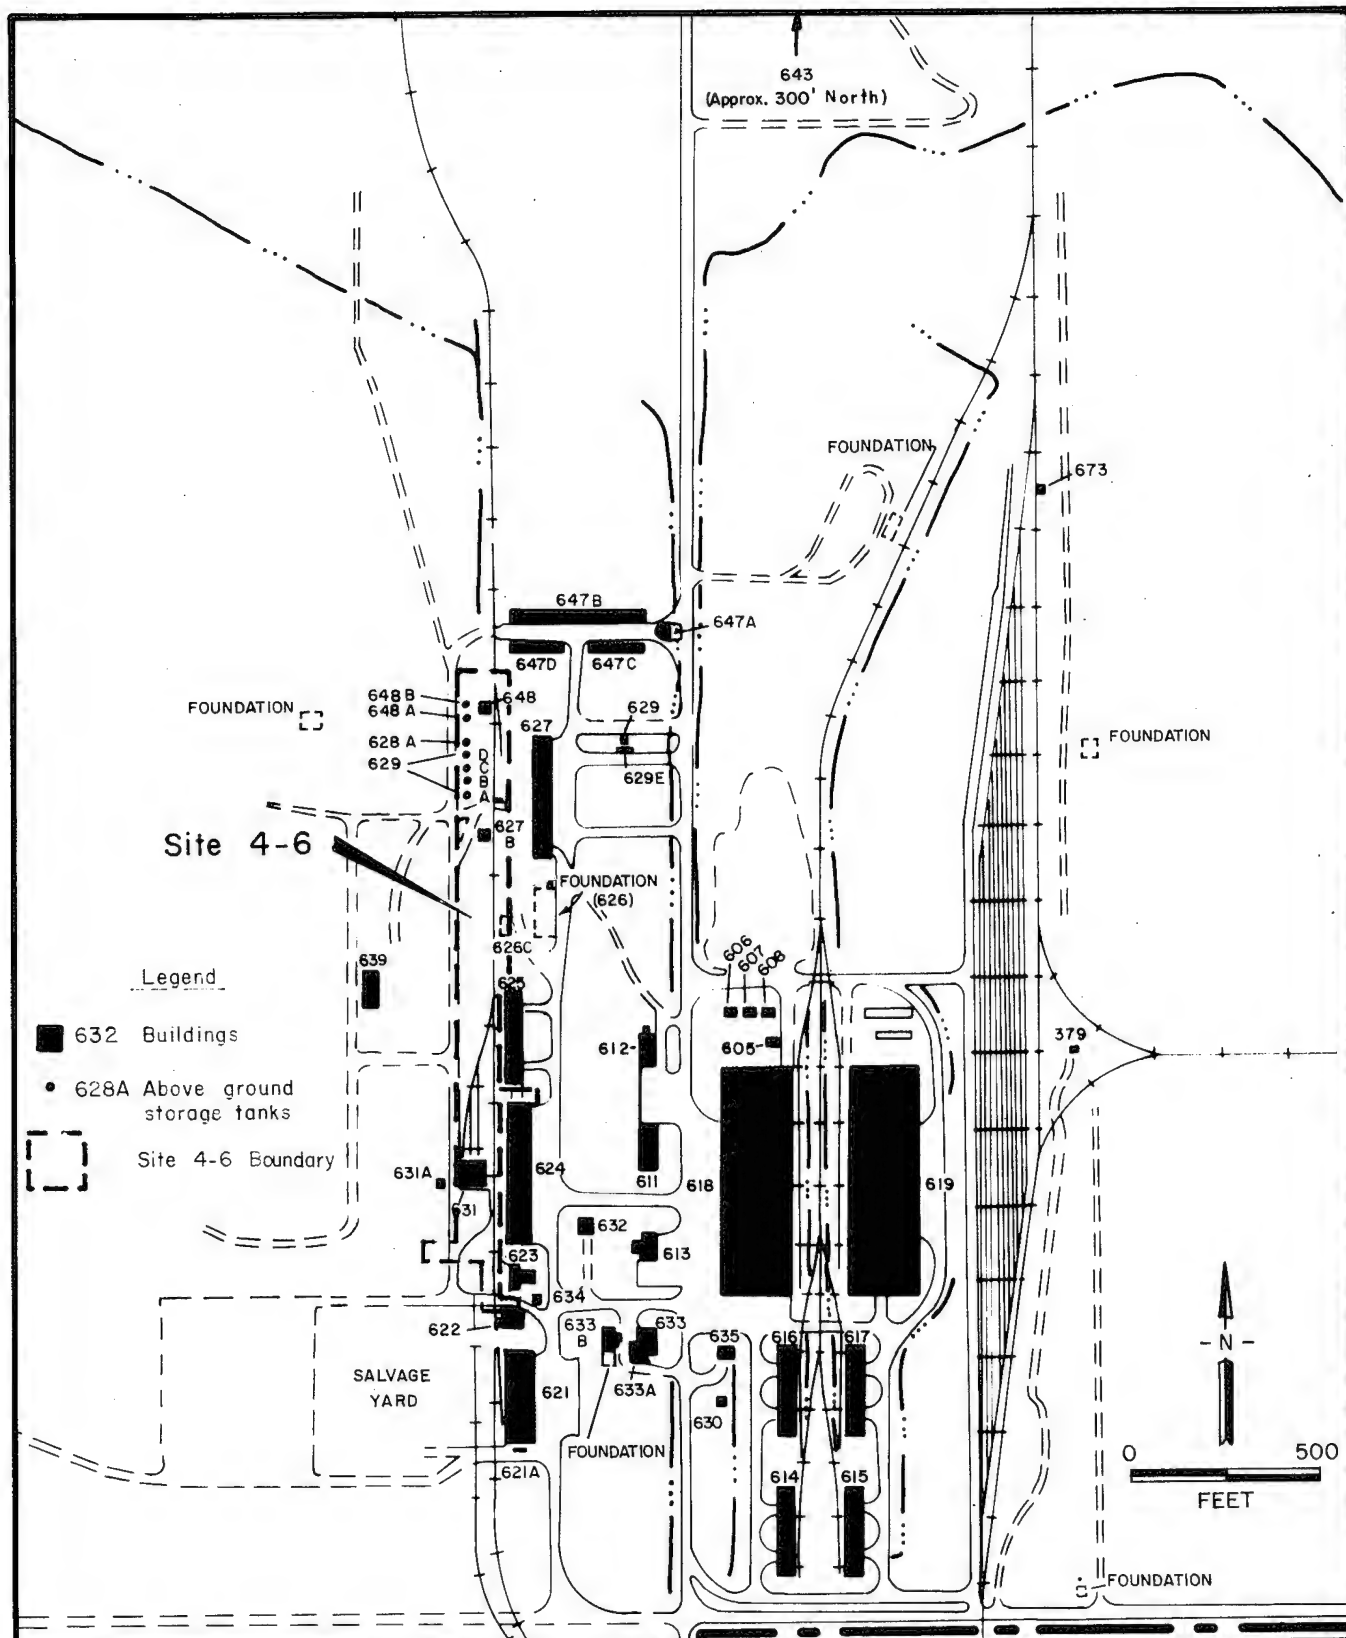 643
(Approx. 300' North)
FOUNDATION
673
647B
647A
647D
647C
648 B
648
648 A
FOUNDATION
627
629
628 A
FOUNDATION
629
D
C
629E
B
A
627
B
Site 4-6
FOUNDATION
(626)
626C
606
607
608
639
Legend
625
632 Buildings
612
605
379
628A Above ground
storage tanks
Site 4-6 Boundary
631A
624
611
618
619
631
632
623
613
634
622
633
B
633
635
616
617
SALVAGE
YARD
621
633A
630
- N -
FOUNDATION
0
500
621A
614
615
FEET
FOUNDATION